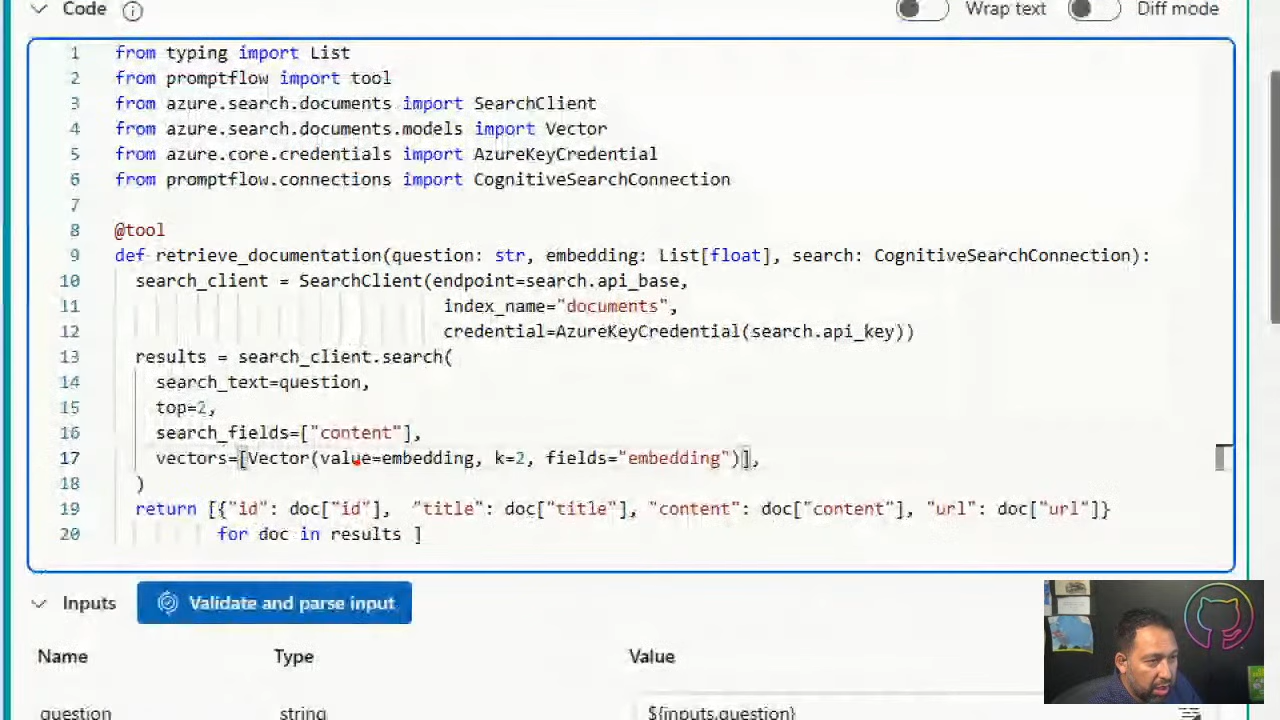 Code
Wrap text
Diff mode
1 from typing import List
2 from promptflow import tool
3 from azure.search.documents import SearchClient
4 from azure.search.documents.models import Vector
5 from azure.core.credentials import AzureKeyCredential
6 from promptflow.connections import CognitiveSearchConnection
7
8 @tool
9 def retrieve_documentation(question: str, embedding: List[float], search: CognitiveSearchConnection):
10 search_client = SearchClient(endpoint=search.api_base,
11 index_name="documents",
12 credential=AzureKeyCredential(search.api_key))
13 results = search_client.search(
14 search_text=question,
15 top=2,
16 search_fields=["content"],
17 vectors=[Vector(value=embedding, k=2, fields="embedding")],
18 )
19 return [{"id": doc["id"], "title": doc["title"], "content": doc["content"], "url": doc["url"]}
20 for doc in results ]
Inputs
Validate and parse input
Name Type Value
question string ${inputs.question}